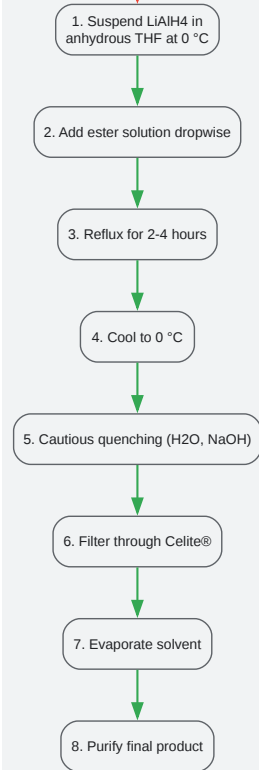 1. Suspend LiAlH4 in
anhydrous THF at 0 °C
2. Add ester solution dropwise
3. Reflux for 2-4 hours
4. Cool to 0 °C
5. Cautious quenching (H2O, NaOH)
6. Filter through Celite®
7. Evaporate solvent
8. Purify final product